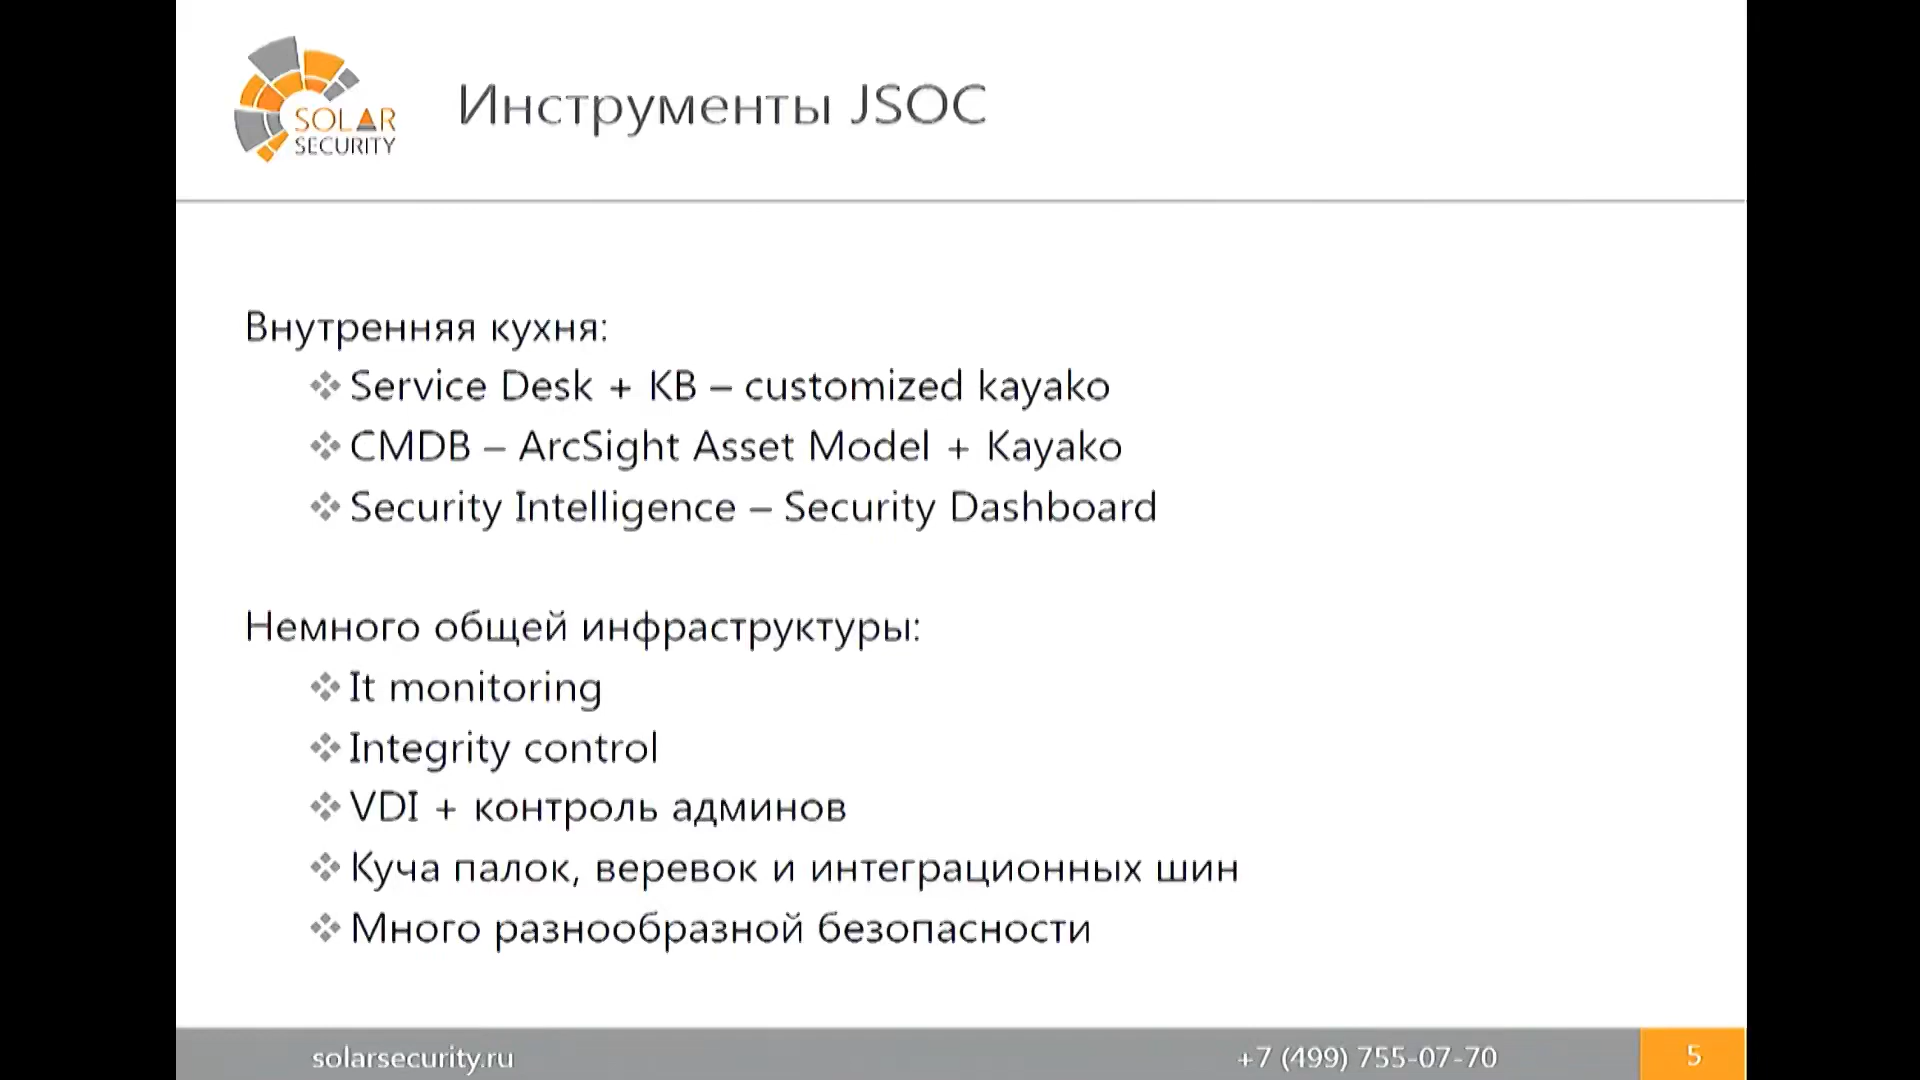 SOLAR
SECURITY
Инструменты JSOC
Внутренняя кухня:
Service Desk + KB – customized kayako
CMDB – ArcSight Asset Model + Kayako
Security Intelligence – Security Dashboard
Немного общей инфраструктуры:
It monitoring
Integrity control
VDI + контроль админов
Куча палок, веревок и интеграционных шин
Много разнообразной безопасности
solarsecurity.ru
+7 (499) 755-07-70
5